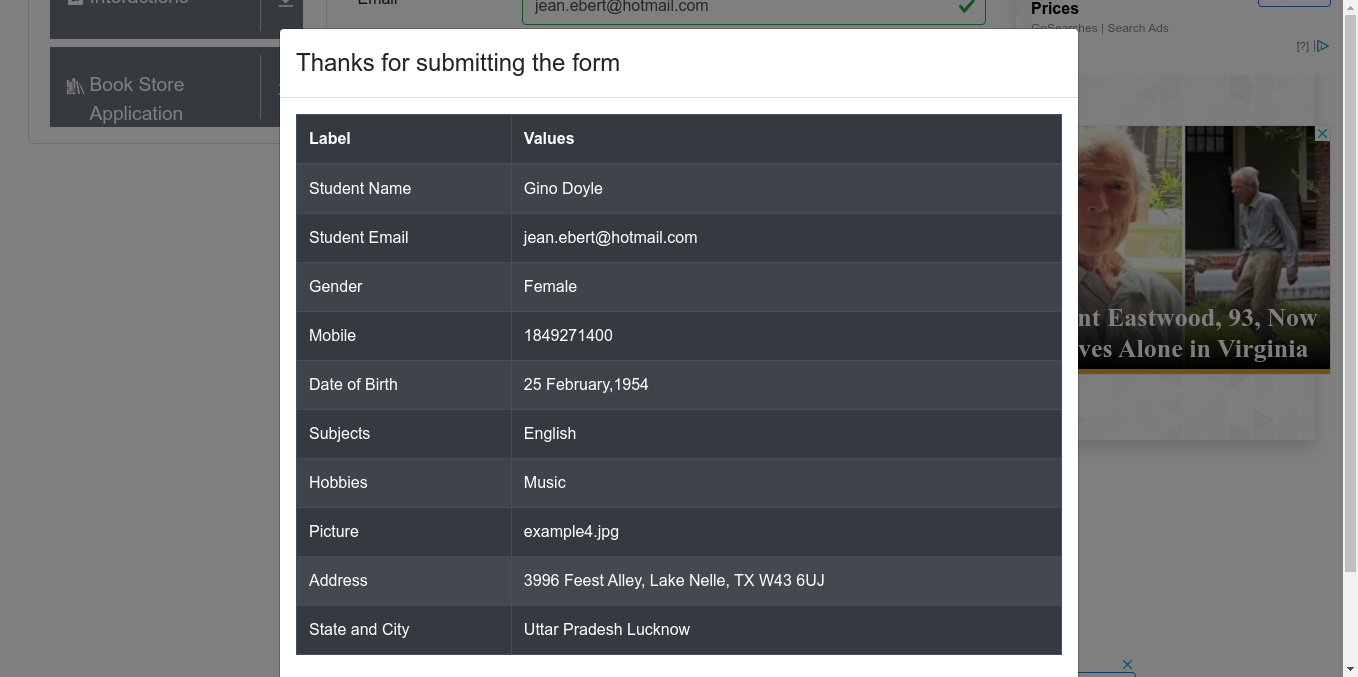 Interactions
Email
jean.ebert@hotmail.com
Prices
GoSearches | Search Ads
[?]
Book Store
Application
Thanks for submitting the form
Label Values
Student Name Gino Doyle
Student Email jean.ebert@hotmail.com
Gender Female
Mobile 1849271400
Date of Birth 25 February,1954
Subjects English
Hobbies Music
Picture example4.jpg
Address 3996 Feest Alley, Lake Nelle, TX W43 6UJ
State and City Uttar Pradesh Lucknow
nt Eastwood, 93, Now
ves Alone in Virginia